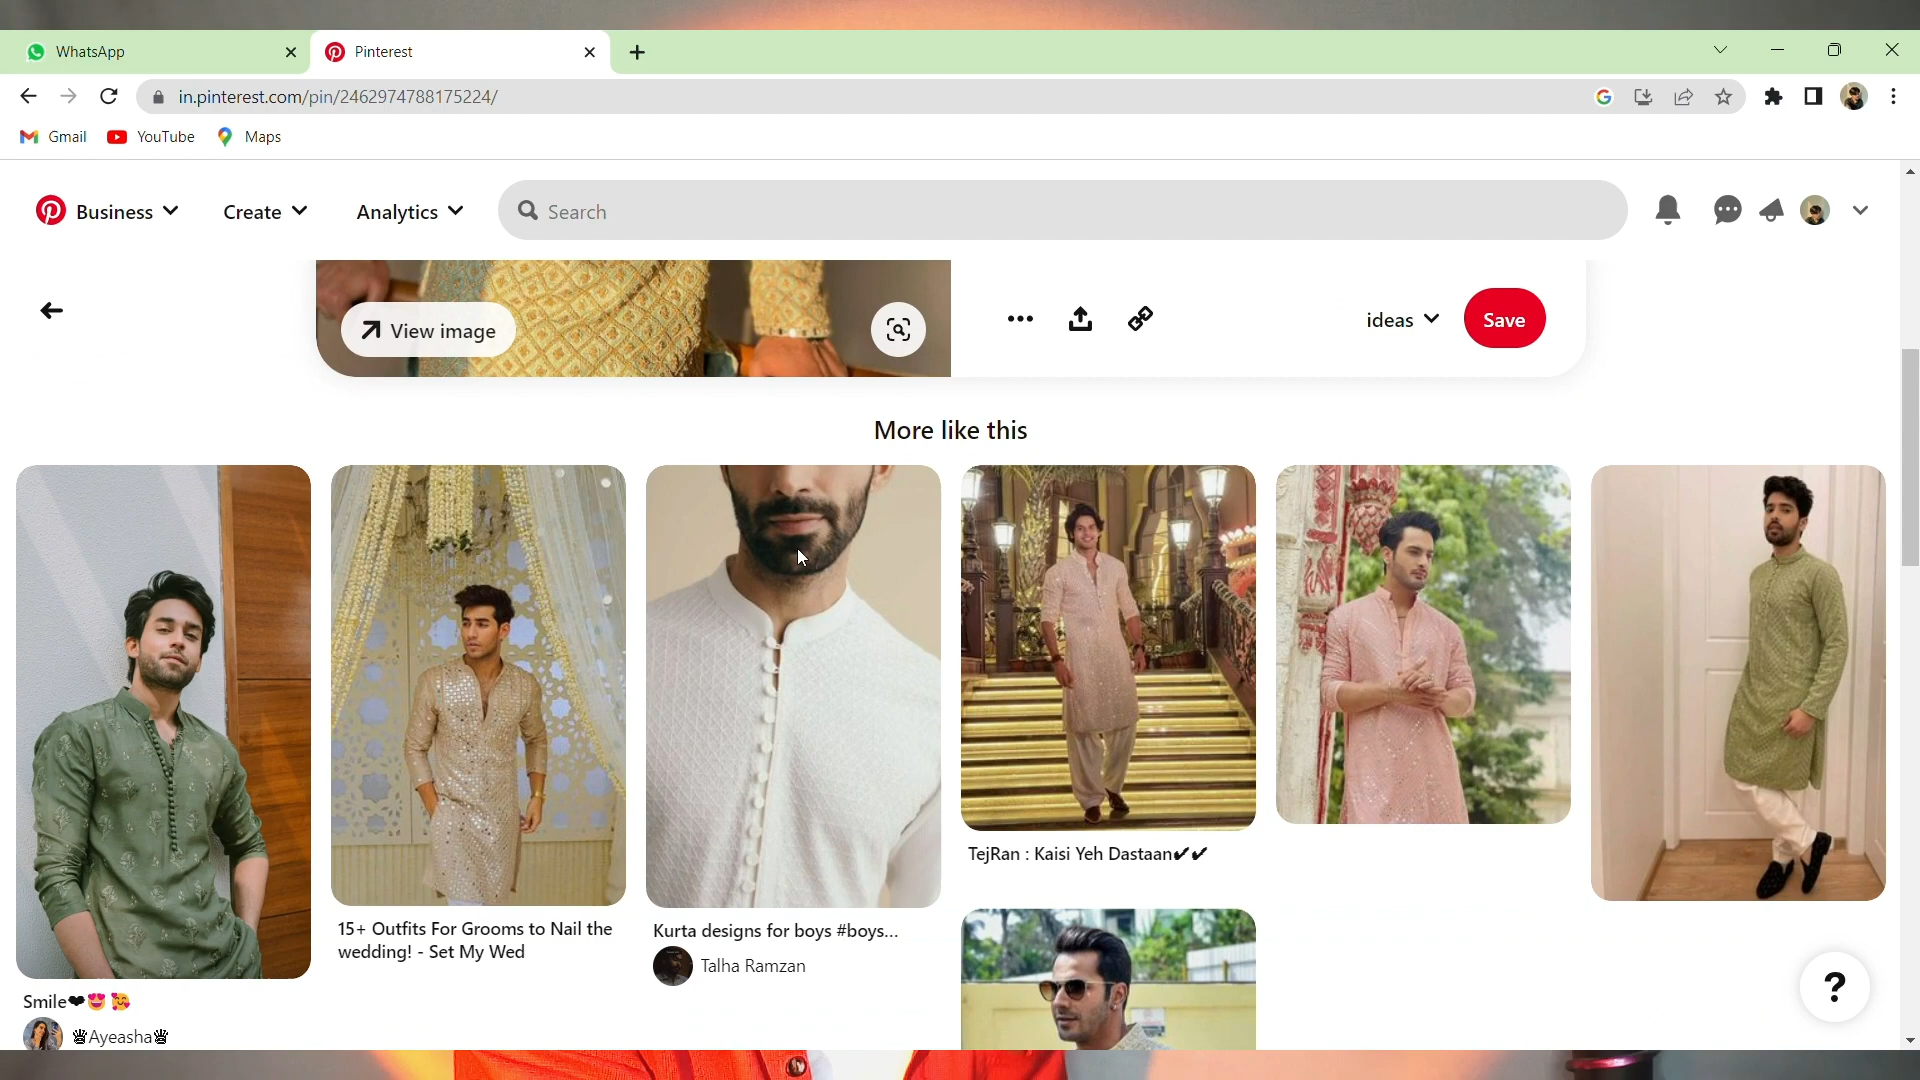 WhatsApp
Pinterest
in.pinterest.com/pin/2462974788175224/
Gmail YouTube Maps
Business Create Analytics Search
View image
ideas Save
More like this
Smile❤😍🥰
♛Ayeasha♛
15+ Outfits For Grooms to Nail the
wedding! - Set My Wed
Kurta designs for boys #boys...
Talha Ramzan
TejRan : Kaisi Yeh Dastaan✔✔
?